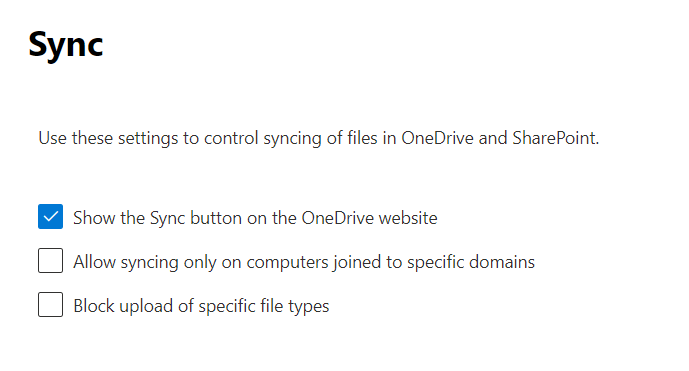 Sync
Use these settings to control syncing of files in OneDrive and SharePoint.
Show the Sync button on the OneDrive website
Allow syncing only on computers joined to specific domains
Block upload of specific file types